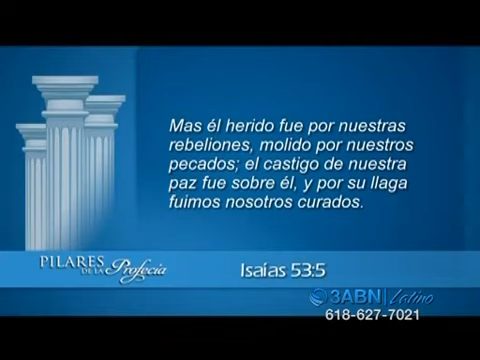 Mas él herido fue por nuestras
rebeliones, molido por nuestros
pecados; el castigo de nuestra
paz fue sobre él, y por su llaga
fuimos nosotros curados.
PILARES
DE LA Profecía
Isaías 53:5
3ABN Latino
618-627-7021